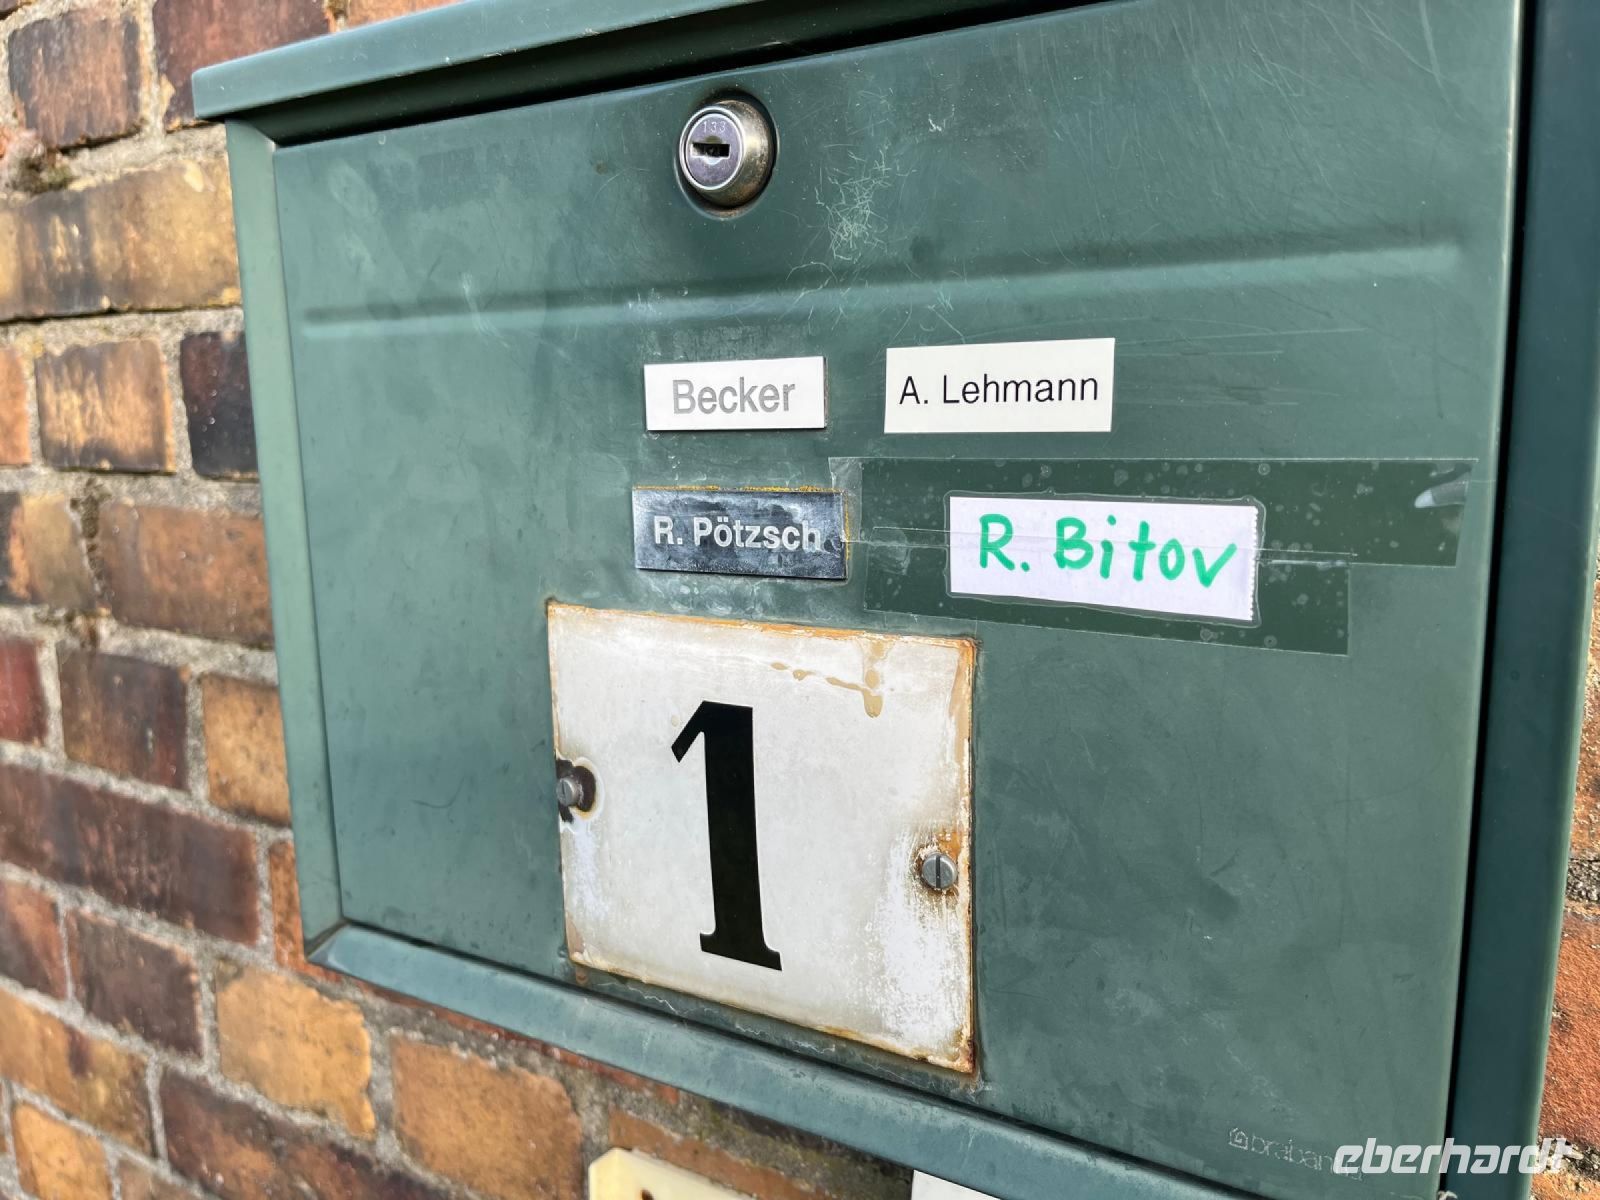 133
Becker
A. Lehmann
R. Pötzsch
R. Bitov
1
eberhardt